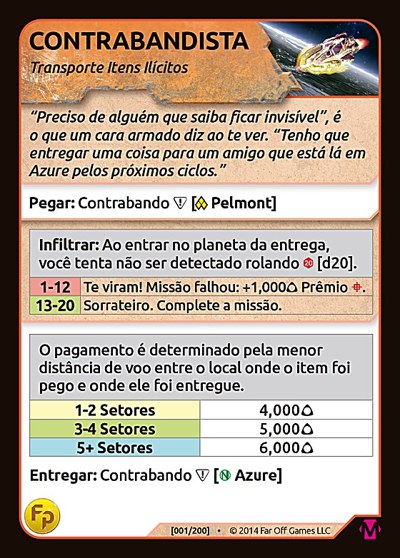 CONTRABANDISTA
Transporte Itens Ilícitos
“Preciso de alguém que saiba ficar invisível”, é
o que um cara armado diz ao te ver. “Tenho que
entregar uma coisa para um amigo que está lá em
Azure pelos próximos ciclos.”
Pegar: Contrabando [Pelmont]
Infiltrar: Ao entrar no planeta da entrega,
você tenta não ser detectado rolando [d20].
1-12 Te viram! Missão falhou: +1,000 Prêmio.
13-20 Sorrateiro. Complete a missão.
O pagamento é determinado pela menor
distância de voo entre o local onde o item foi
pego e onde ele foi entregue.
1-2 Setores 4,000
3-4 Setores 5,000
5+ Setores 6,000
Entregar: Contrabando [N Azure]
Fp
[001/200] • © 2014 Far Off Games LLC
M